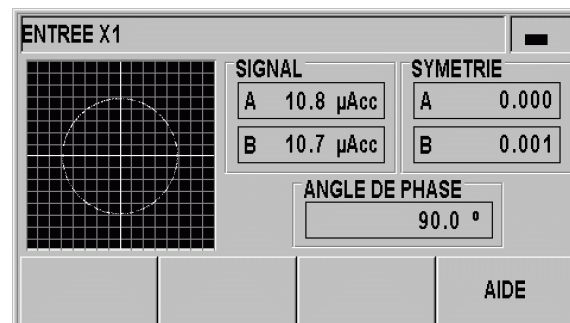 ENTREE X1
SIGNAL
A 10.8 µAcc
B 10.7 µAcc
SYMETRIE
A 0.000
B 0.001
ANGLE DE PHASE
90.0 º
AIDE